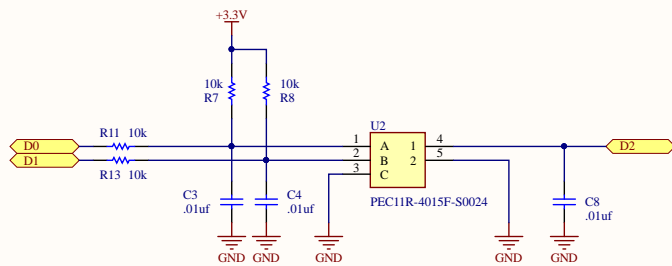 +3.3V
10k
R7
10k
R8
U2
D0
R11 10k
1
A
1
4
D2
D1
2
B
2
5
R13 10k
3
C
C3
.01uf
C4
.01uf
PEC11R-4015F-S0024
C8
.01uf
GND
GND
GND
GND
GND